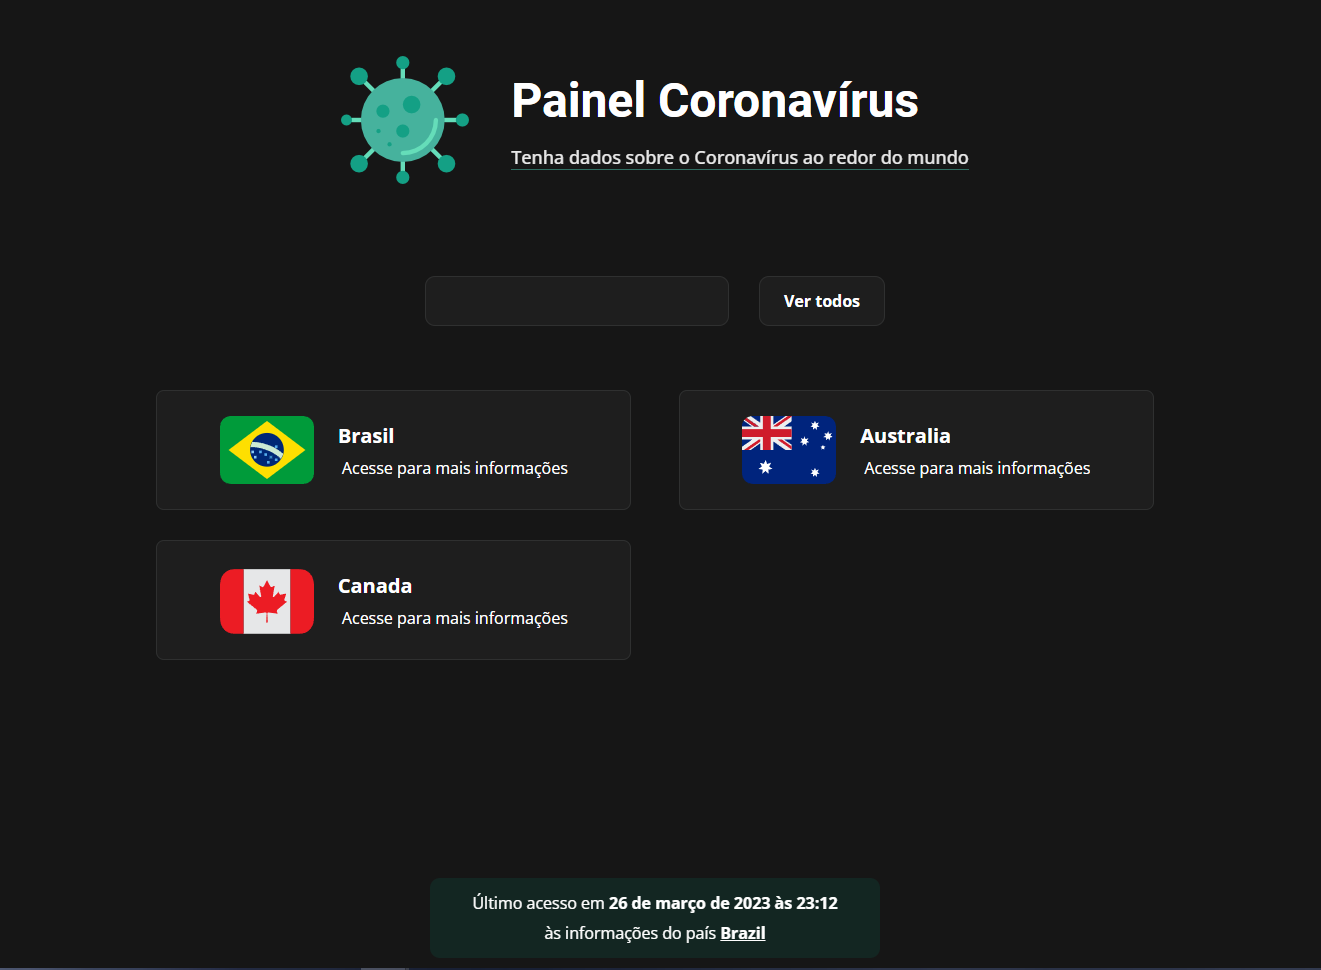 Painel Coronavírus
Tenha dados sobre o Coronavírus ao redor do mundo
Ver todos
Brasil
Acesse para mais informações
Australia
Acesse para mais informações
Canada
Acesse para mais informações
Último acesso em 26 de março de 2023 às 23:12
às informações do país Brazil